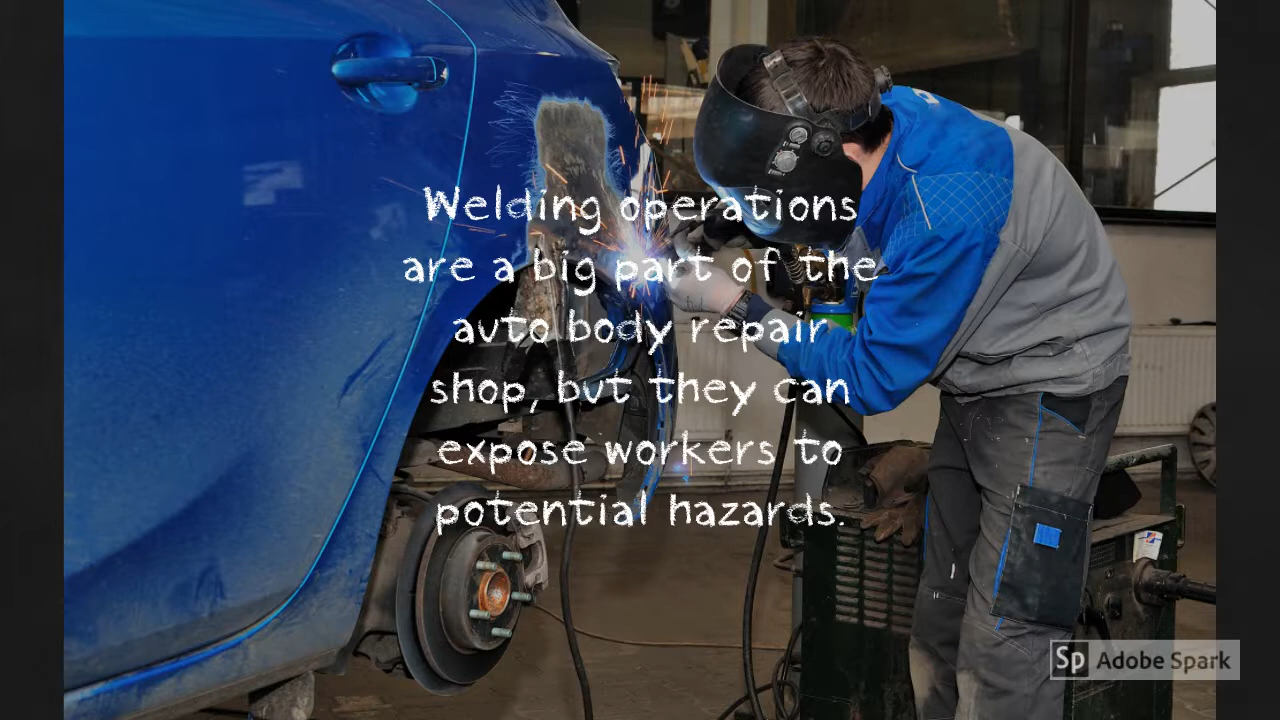 Welding operations
are a big part of the
auto body repair
shop, but they can
expose workers to
potential hazards.
Sp Adobe Spark